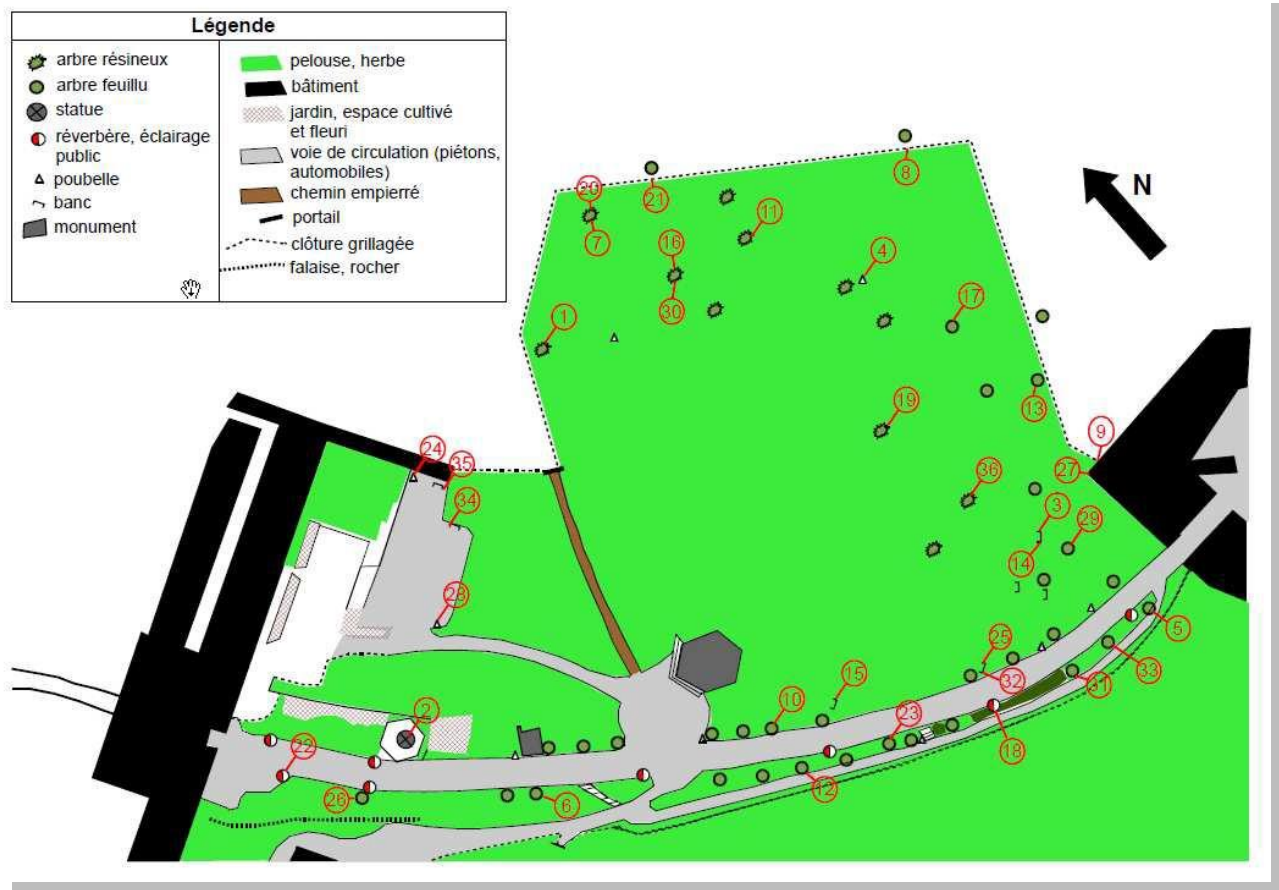 Légende
arbre résineux
arbre feuillu
statue
réverbère, éclairage
public
poubelle
banc
monument
pelouse, herbe
bâtiment
jardin, espace cultivé
et fleuri
voie de circulation (piétons,
automobiles)
chemin empierré
portail
clôture grillagée
falaise, rocher
N
8
20
21
11
7
16
4
30
17
1
13
19
9
24
35
27
36
34
3
29
14
28
5
25
33
15
32
31
2
10
23
22
18
12
26
6